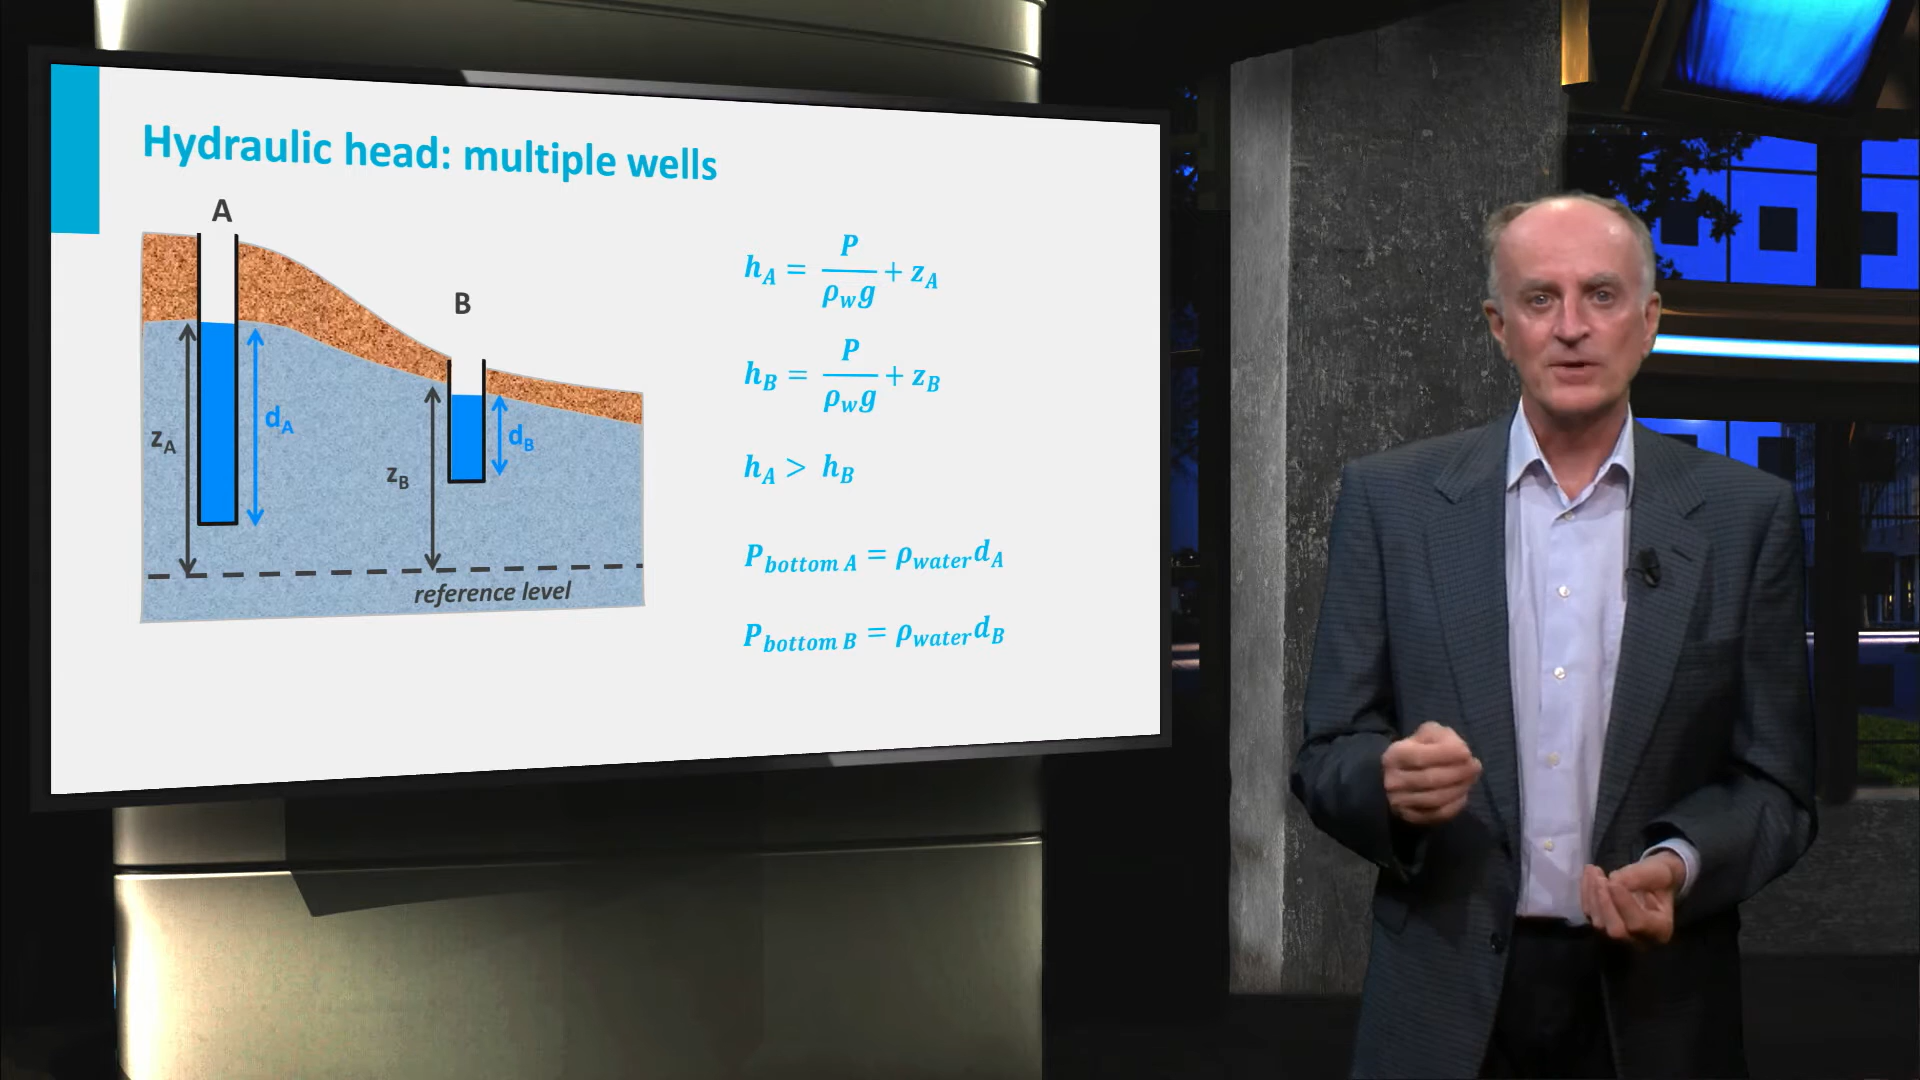 Hydraulic head: multiple wells
A
B
z_A
d_A
z_B
d_B
reference level
h_A = P/(ρ_w g) + z_A
h_B = P/(ρ_w g) + z_B
h_A > h_B
P_bottom A = ρ_water d_A
P_bottom B = ρ_water d_B